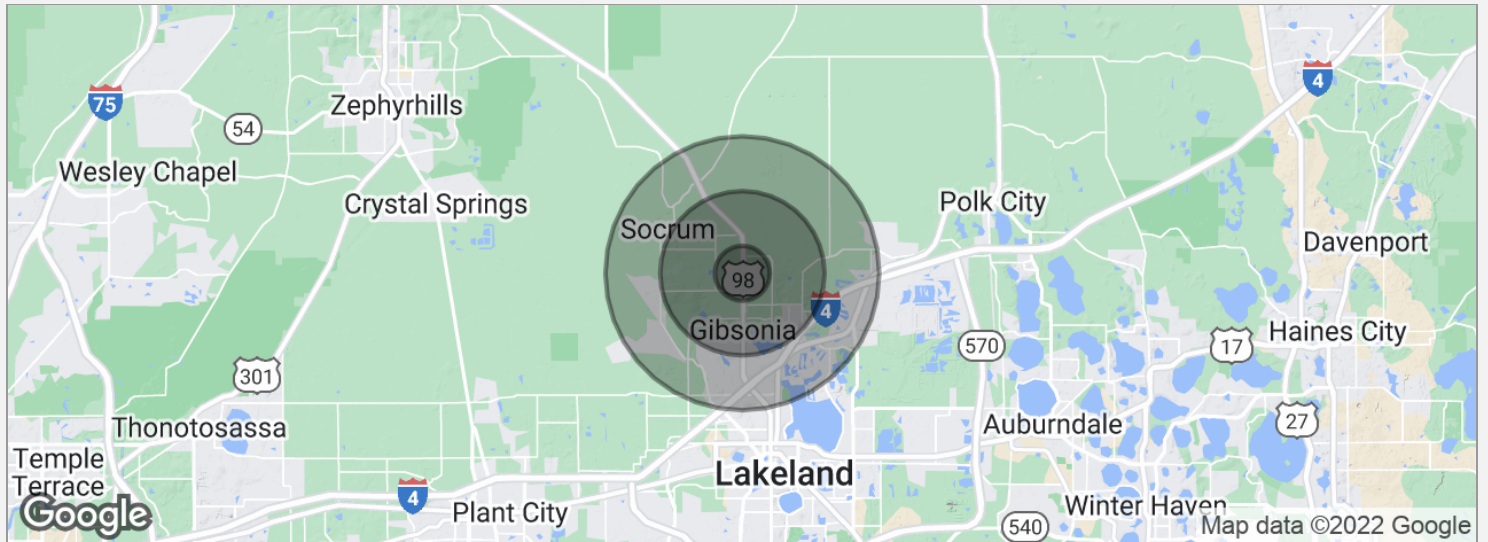 4
75
Zephyrhills
54
Wesley Chapel
Crystal Springs
Polk City
Socrum
Davenport
98
4
Gibsonia
Haines City
17
570
301
27
Auburndale
Thonotosassa
Temple
Terrace
Lakeland
4
Plant City
Winter Haven
540
Google
Map data ©2022 Google